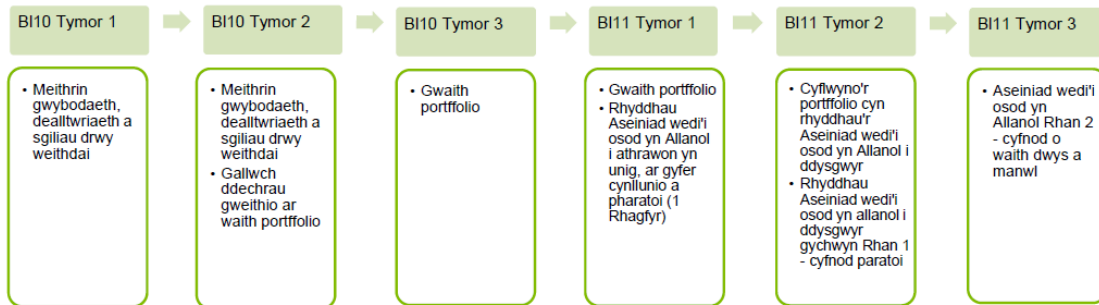 Bl10 Tymor 1
Bl10 Tymor 2
Bl10 Tymor 3
Bl11 Tymor 1
Bl11 Tymor 2
Bl11 Tymor 3
• Meithrin
gwybodaeth,
dealltwriaeth a
sgiliau drwy
weithdai
• Meithrin
gwybodaeth,
dealltwriaeth a
sgiliau drwy
weithdai
• Gallwch
ddechrau
gweithio ar
waith portffolio
• Gwaith
portffolio
• Gwaith portffolio
• Rhyddhau
Aseiniad wedi'i
osod yn Allanol
i athrawon yn
unig, ar gyfer
cynllunio a
pharatoi (1
Rhagfyr)
• Cyflwyno'r
portffolio cyn
rhyddhau'r
Aseiniad wedi'i
osod yn Allanol i
ddysgwyr
• Rhyddhau
Aseiniad wedi'i
osod yn allanol i
ddysgwyr
gychwyn Rhan 1
- cyfnod paratoi
• Aseiniad wedi'i
osod yn
Allanol Rhan 2
- cyfnod o
waith dwys a
manwl